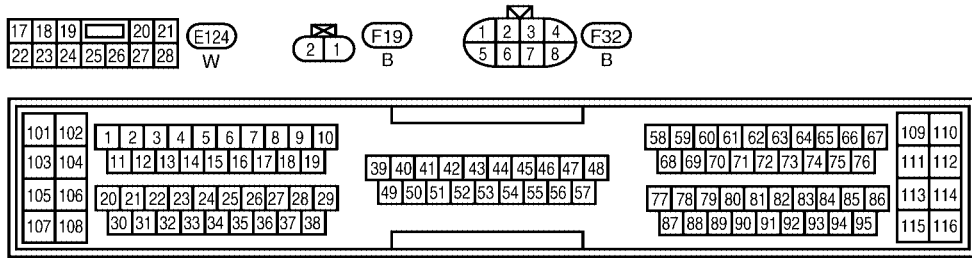 17 18 19 20 21 E124
22 23 24 25 26 27 28 W
2 1 F19
B
1 2 3 4 F32
5 6 7 8 B
101 102 1 2 3 4 5 6 7 8 9 10 58 59 60 61 62 63 64 65 66 67 109 110
103 104 11 12 13 14 15 16 17 18 19 39 40 41 42 43 44 45 46 47 48 68 69 70 71 72 73 74 75 76 111 112
105 106 20 21 22 23 24 25 26 27 28 29 49 50 51 52 53 54 55 56 57 77 78 79 80 81 82 83 84 85 86 113 114
107 108 30 31 32 33 34 35 36 37 38 87 88 89 90 91 92 93 94 95 115 116